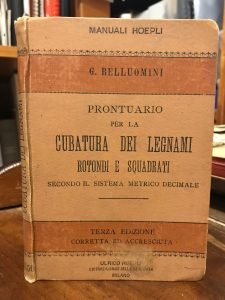 MANUALI HOEPLI
G. BELLUOMINI
PRONTUARIO
PER LA
CUBATURA DEI LEGNAMI
ROTONDI E SQUADRATI
SECONDO IL SISTEMA METRICO DECIMALE
TERZA EDIZIONE
CORRETTA ED ACCRESCIUTA
ULRICO HOEPLI
MILANO